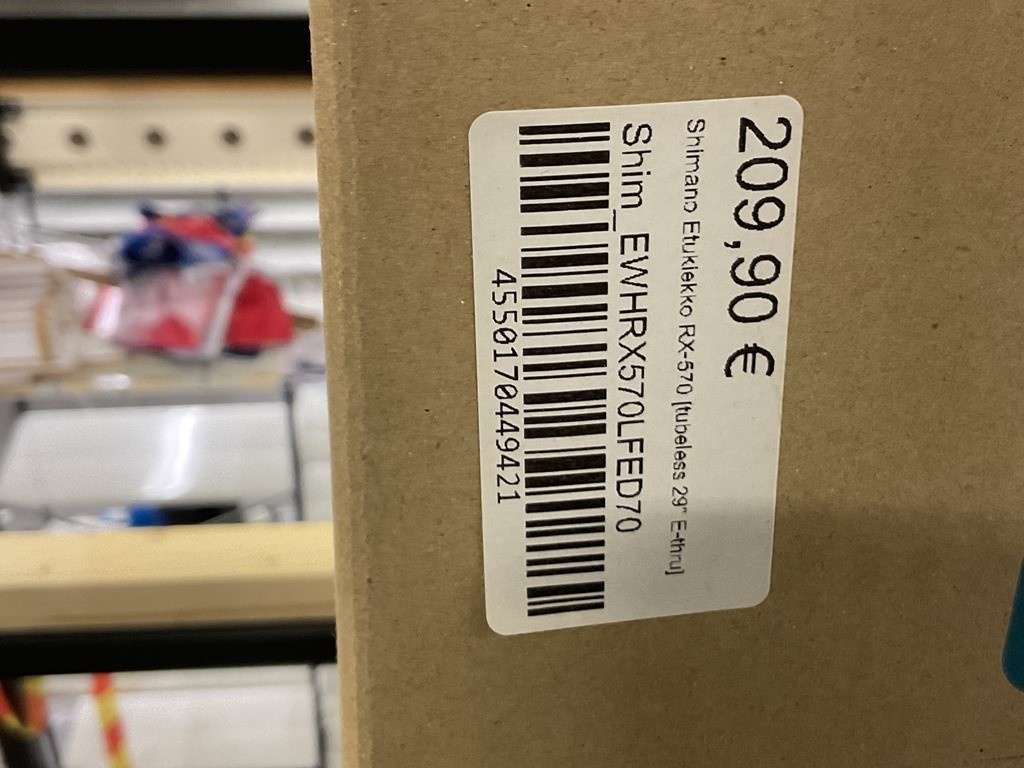 209,90 €
Shimano Etukiekko RX-570 [tubeless 29" E-thru]
Shim_EWHRX570LFED70
4550170449421